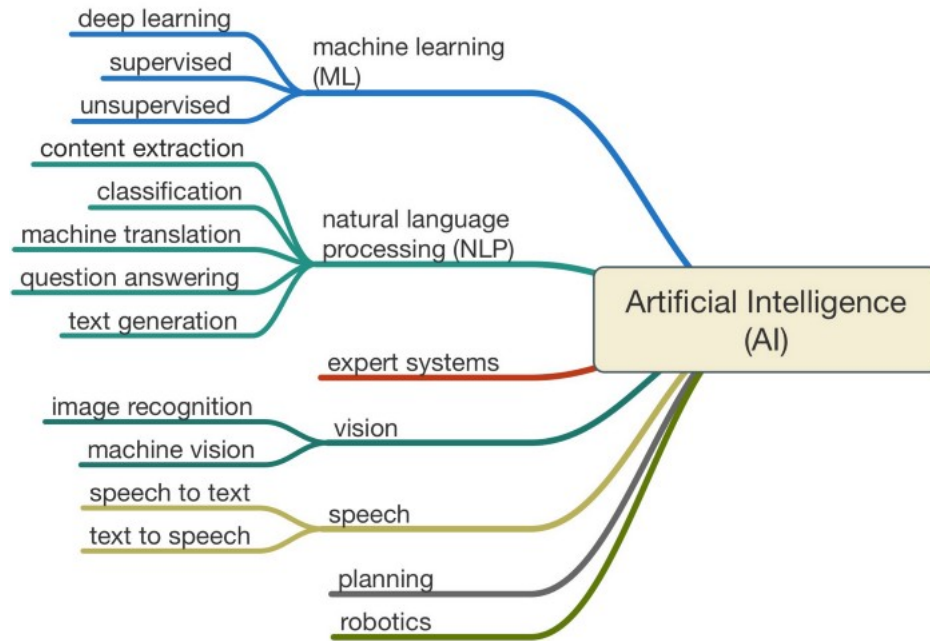 deep learning
supervised
unsupervised
machine learning
(ML)
content extraction
classification
machine translation
question answering
text generation
natural language
processing (NLP)
expert systems
image recognition
machine vision
vision
speech to text
text to speech
speech
planning
robotics
Artificial Intelligence
(AI)